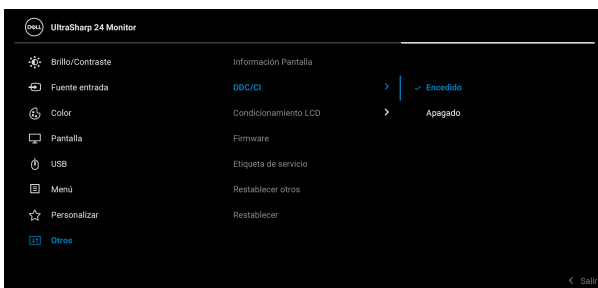 DELL UltraSharp 24 Monitor
Brillo/Contraste Información Pantalla
Fuente entrada DDC/CI Encedido
Color Condicionamiento LCD Apagado
Pantalla Firmware
USB Etiqueta de servicio
Menú Restablecer otros
Personalizar Restablecer
Otros
Salir